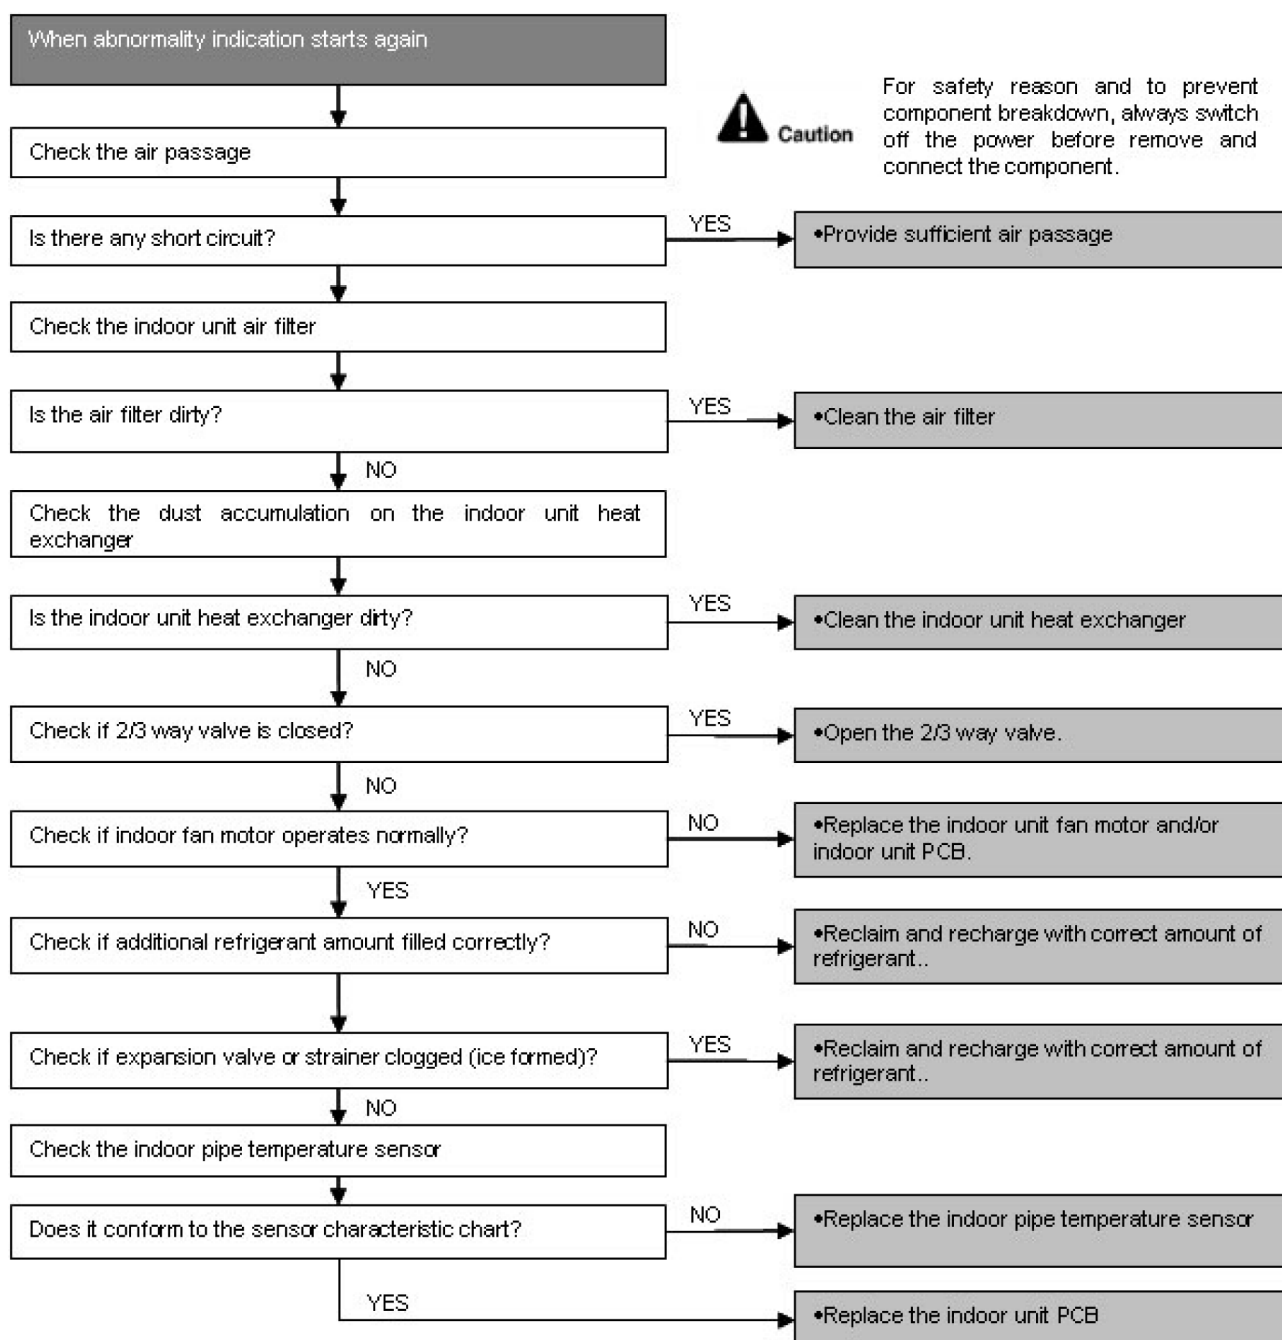 When abnormality indication starts again
For safety reason and to prevent
component breakdown, always switch
off the power before remove and
connect the component.
Caution
Check the air passage
Is there any short circuit?
YES
•Provide sufficient air passage
Check the indoor unit air filter
Is the air filter dirty?
YES
•Clean the air filter
NO
Check the dust accumulation on the indoor unit heat
exchanger
Is the indoor unit heat exchanger dirty?
YES
•Clean the indoor unit heat exchanger
NO
Check if 2/3 way valve is closed?
YES
•Open the 2/3 way valve.
NO
Check if indoor fan motor operates normally?
NO
•Replace the indoor unit fan motor and/or
indoor unit PCB.
YES
Check if additional refrigerant amount filled correctly?
NO
•Reclaim and recharge with correct amount of
refrigerant..
Check if expansion valve or strainer clogged (ice formed)?
YES
•Reclaim and recharge with correct amount of
refrigerant..
NO
Check the indoor pipe temperature sensor
Does it conform to the sensor characteristic chart?
NO
•Replace the indoor pipe temperature sensor
YES
•Replace the indoor unit PCB